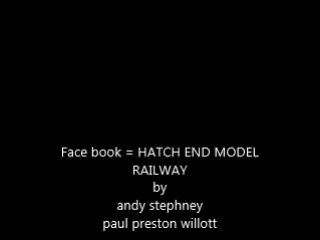 Face book = HATCH END MODEL
RAILWAY
by
andy stephney
paul preston willott